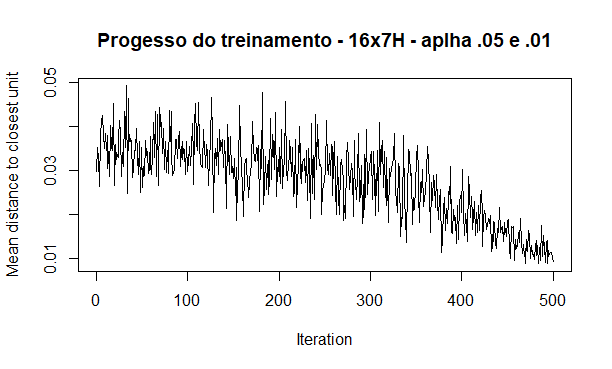 Progesso do treinamento - 16x7H - aplha .05 e .01
Mean distance to closest unit
0.05
0.03
0.01
0 100 200 300 400 500
Iteration